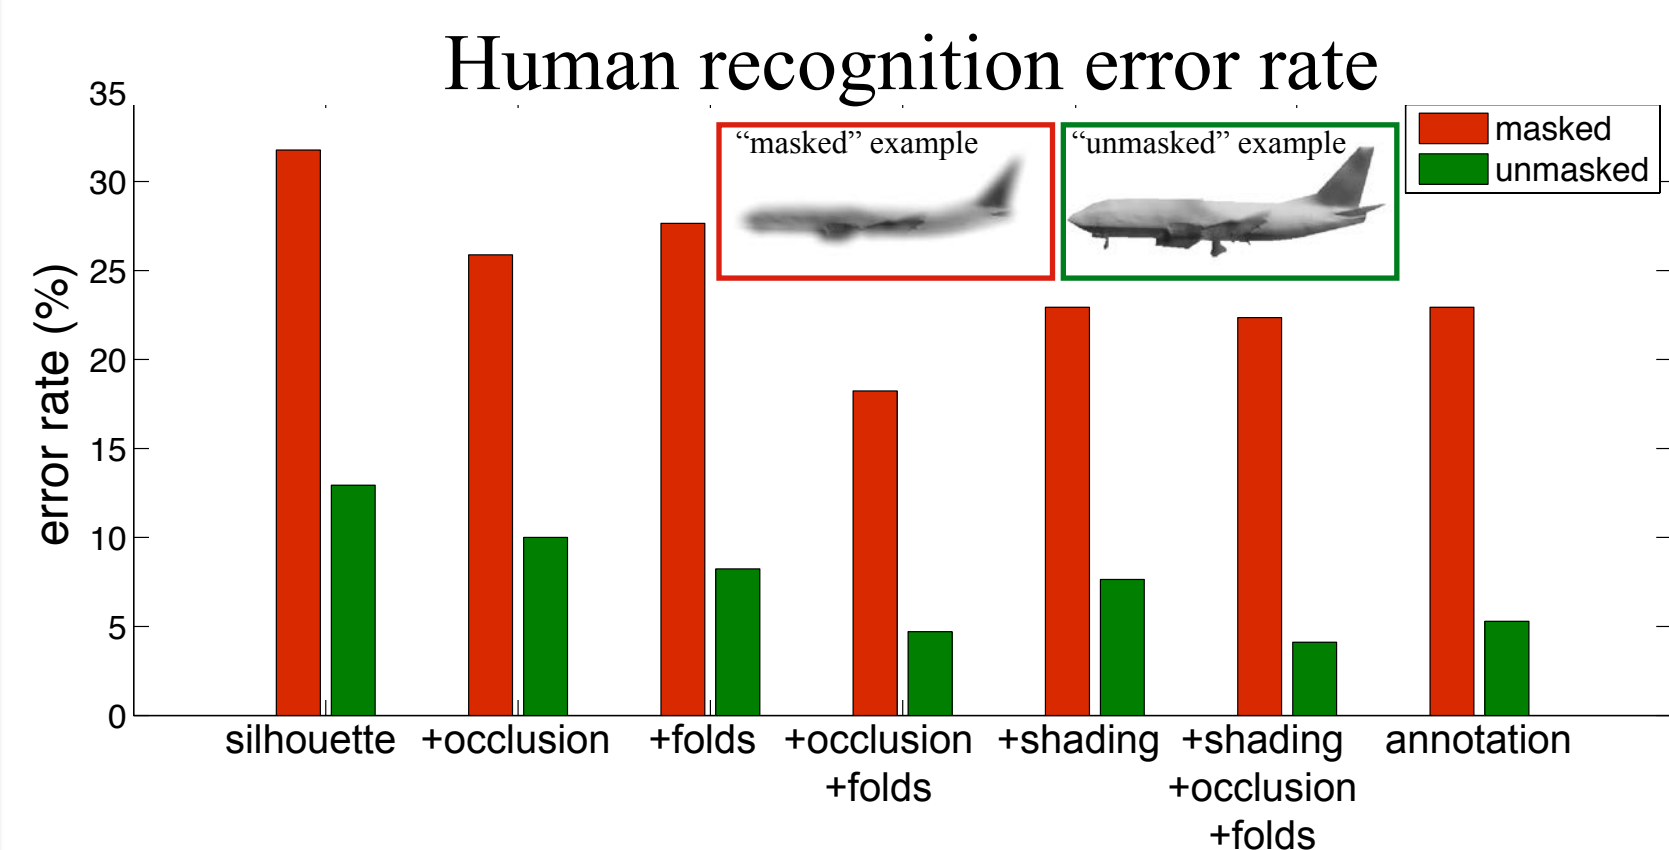 Human recognition error rate
35
30
25
20
15
10
5
0
error rate (%)
“masked” example
“unmasked” example
masked
unmasked
silhouette
+occlusion
+folds
+occlusion
+folds
+shading
+shading
+occlusion
+folds
annotation